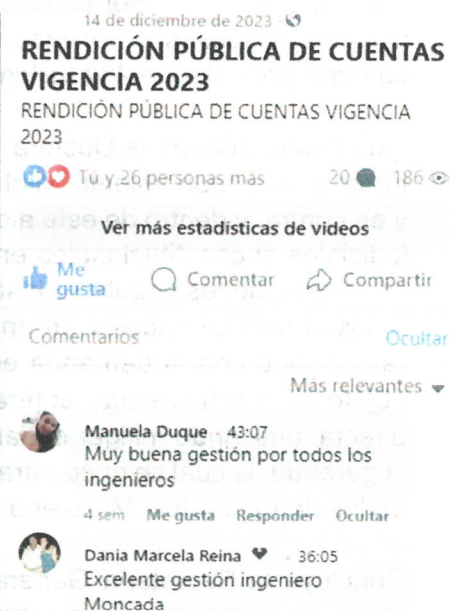 14 de diciembre de 2023 ·
RENDICIÓN PÚBLICA DE CUENTAS
VIGENCIA 2023
RENDICIÓN PÚBLICA DE CUENTAS VIGENCIA
2023
Tú y 26 personas más 20 186
Ver más estadísticas de videos
Me gusta Comentar Compartir
Comentarios Ocultar
Más relevantes
Manuela Duque · 43:07
Muy buena gestión por todos los
ingenieros
4 sem Me gusta Responder Ocultar
Dania Marcela Reina · 36:05
Excelente gestión ingeniero
Moncada